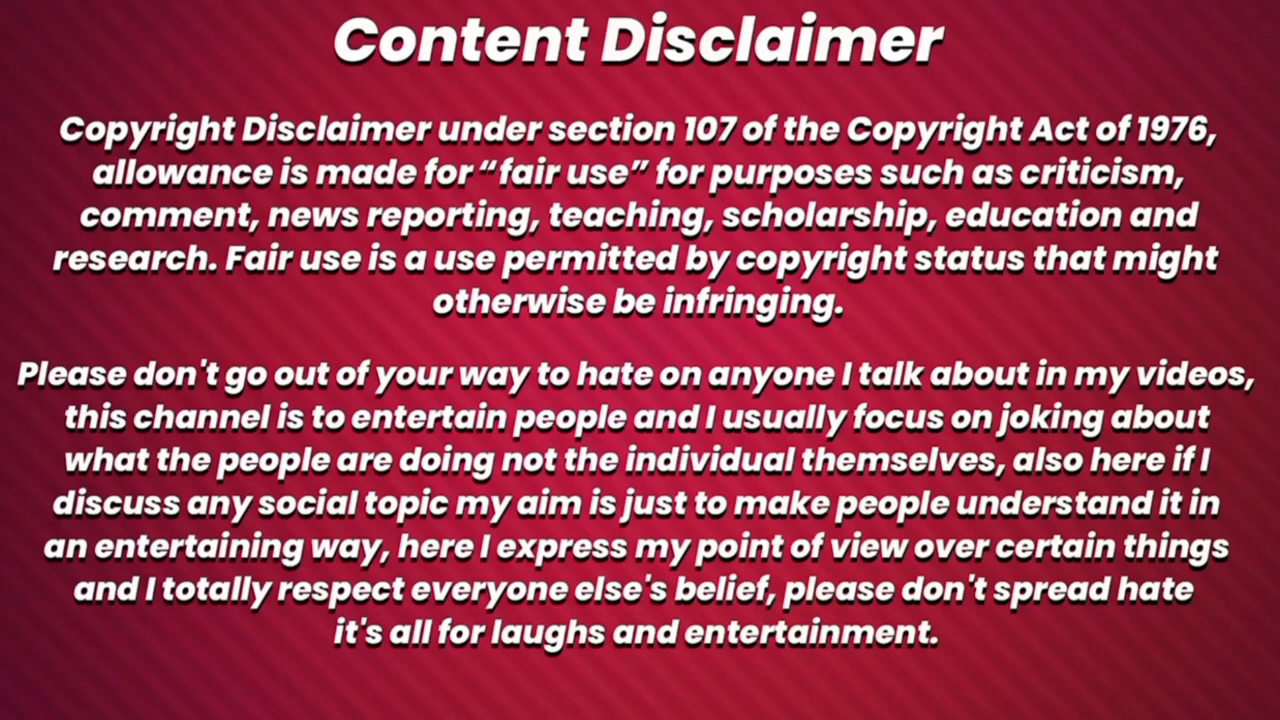 Content Disclaimer
Copyright Disclaimer under section 107 of the Copyright Act of 1976,
allowance is made for “fair use” for purposes such as criticism,
comment, news reporting, teaching, scholarship, education and
research. Fair use is a use permitted by copyright status that might
otherwise be infringing.
Please don't go out of your way to hate on anyone I talk about in my videos,
this channel is to entertain people and I usually focus on joking about
what the people are doing not the individual themselves, also here if I
discuss any social topic my aim is just to make people understand it in
an entertaining way, here I express my point of view over certain things
and I totally respect everyone else's belief, please don't spread hate
it's all for laughs and entertainment.